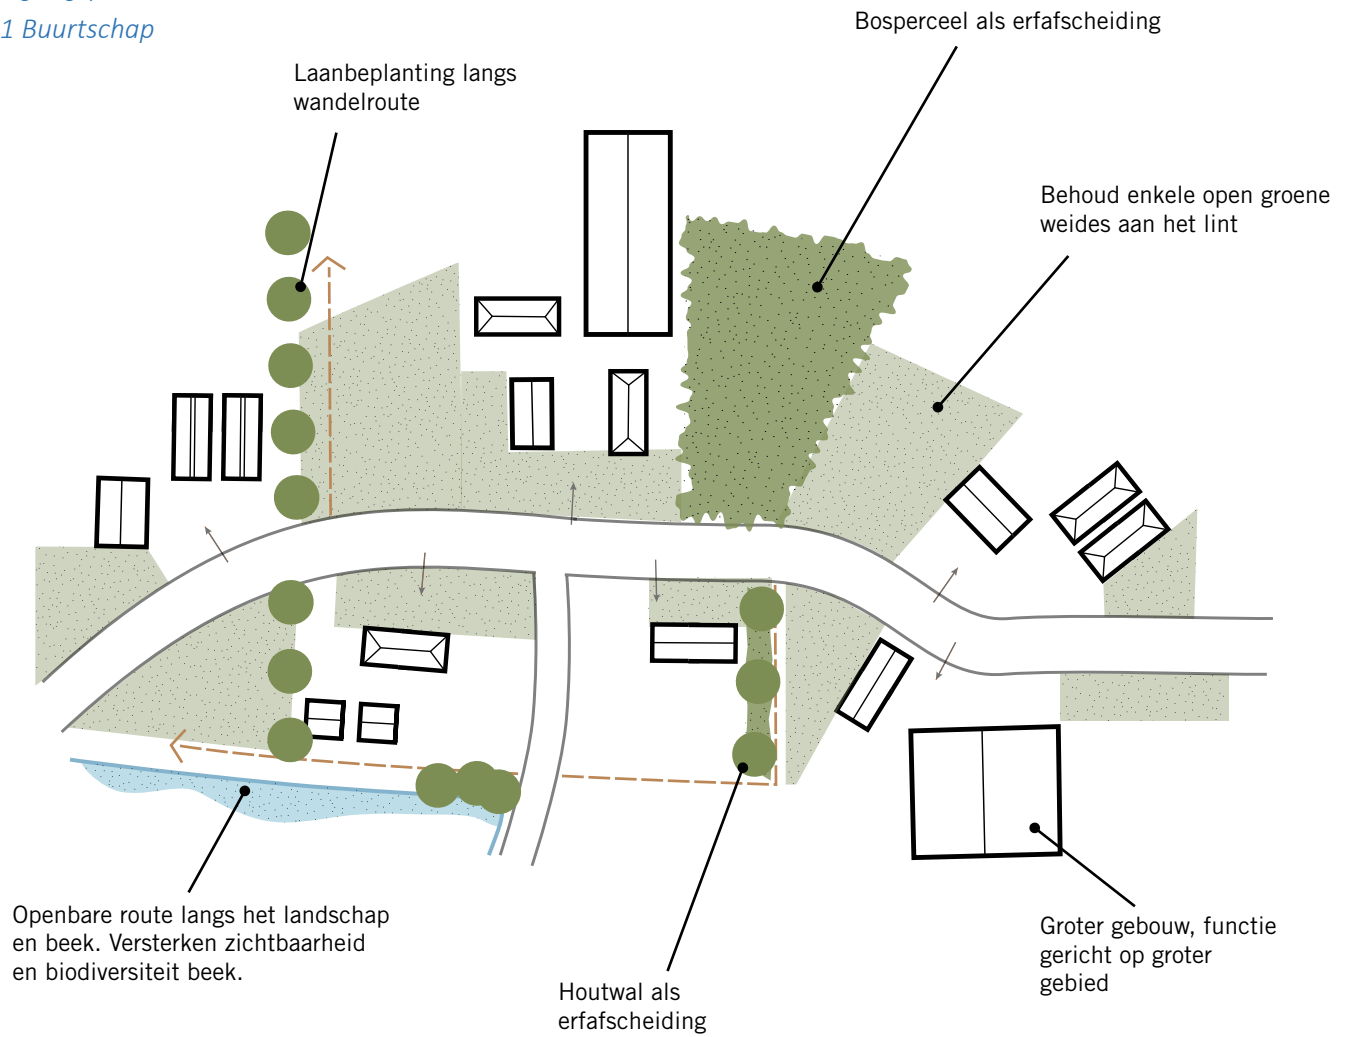 1 Buurtschap
Bosperceel als erfafscheiding
Laanbeplanting langs
wandelroute
Behoud enkele open groene
weides aan het lint
Openbare route langs het landschap
en beek. Versterken zichtbaarheid
en biodiversiteit beek.
Groter gebouw, functie
gericht op groter
gebied
Houtwal als
erfafscheiding